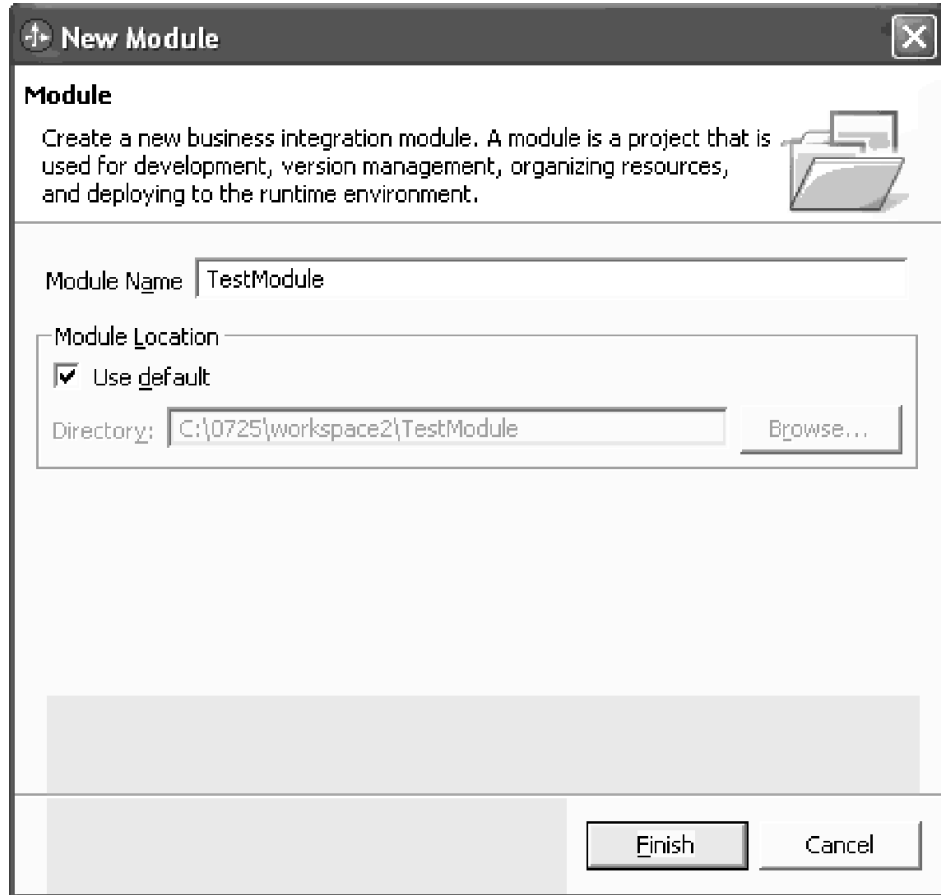 New Module
Module
Create a new business integration module. A module is a project that is
used for development, version management, organizing resources,
and deploying to the runtime environment.
Module Name TestModule
Module Location
Use default
Directory: C:\0725\workspace2\TestModule Browse...
Finish Cancel